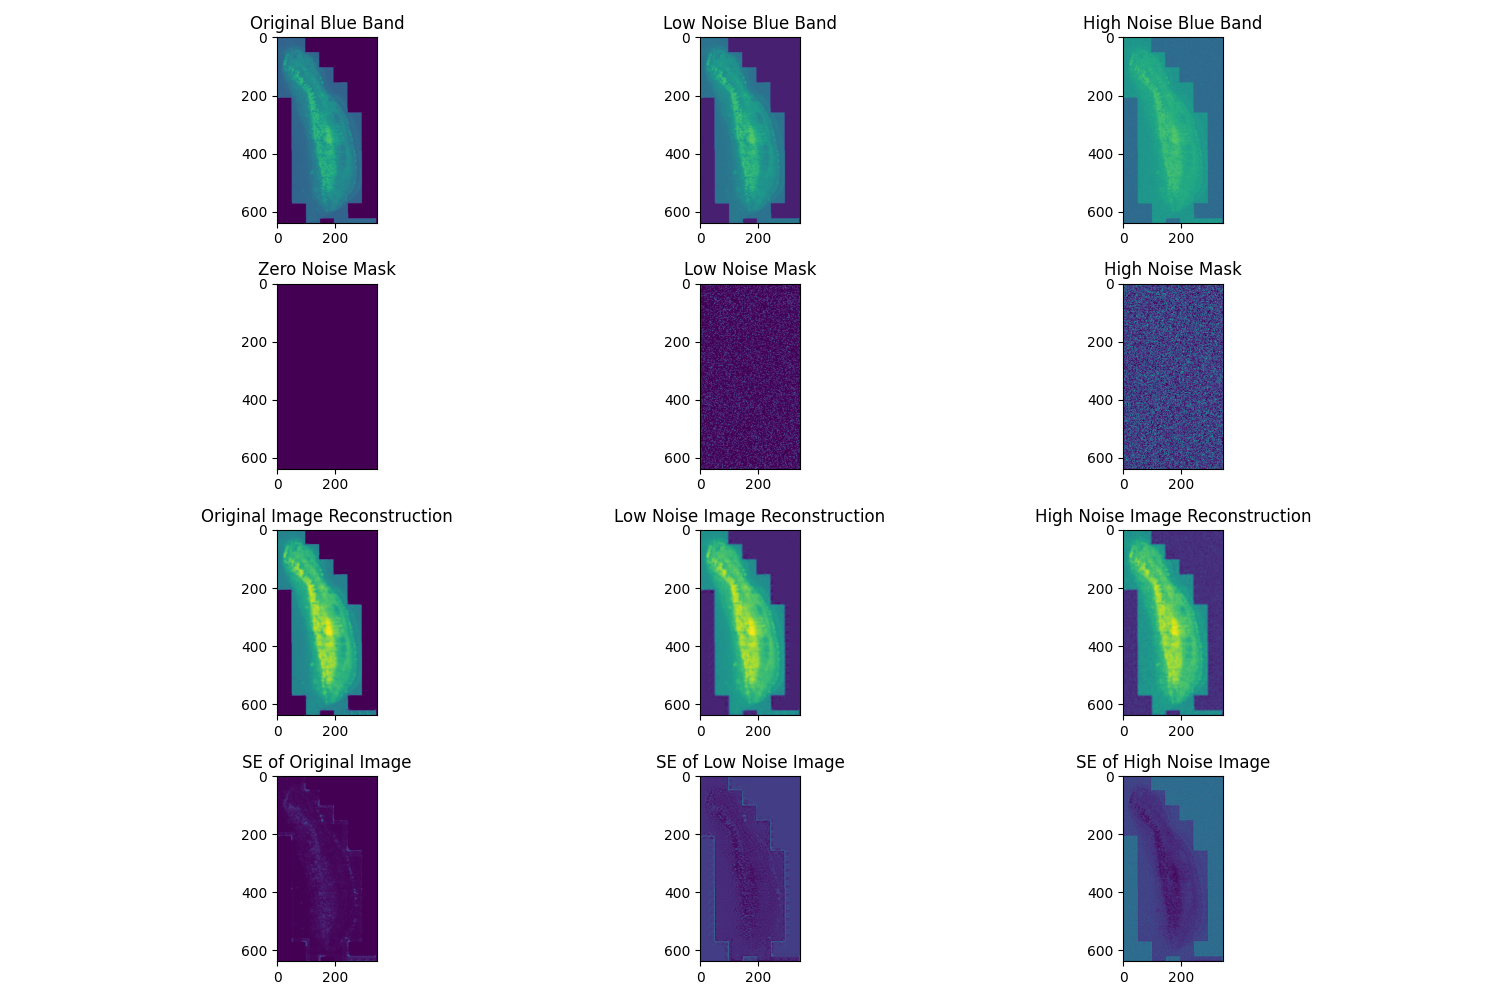 Original Blue Band Low Noise Blue Band High Noise Blue Band
0 0 0
200 200 200
400 400 400
600 600 600
0 200 0 200 0 200
Zero Noise Mask Low Noise Mask High Noise Mask
0 0 0
200 200 200
400 400 400
600 600 600
0 200 0 200 0 200
Original Image Reconstruction Low Noise Image Reconstruction High Noise Image Reconstruction
0 0 0
200 200 200
400 400 400
600 600 600
0 200 0 200 0 200
SE of Original Image SE of Low Noise Image SE of High Noise Image
0 0 0
200 200 200
400 400 400
600 600 600
0 200 0 200 0 200